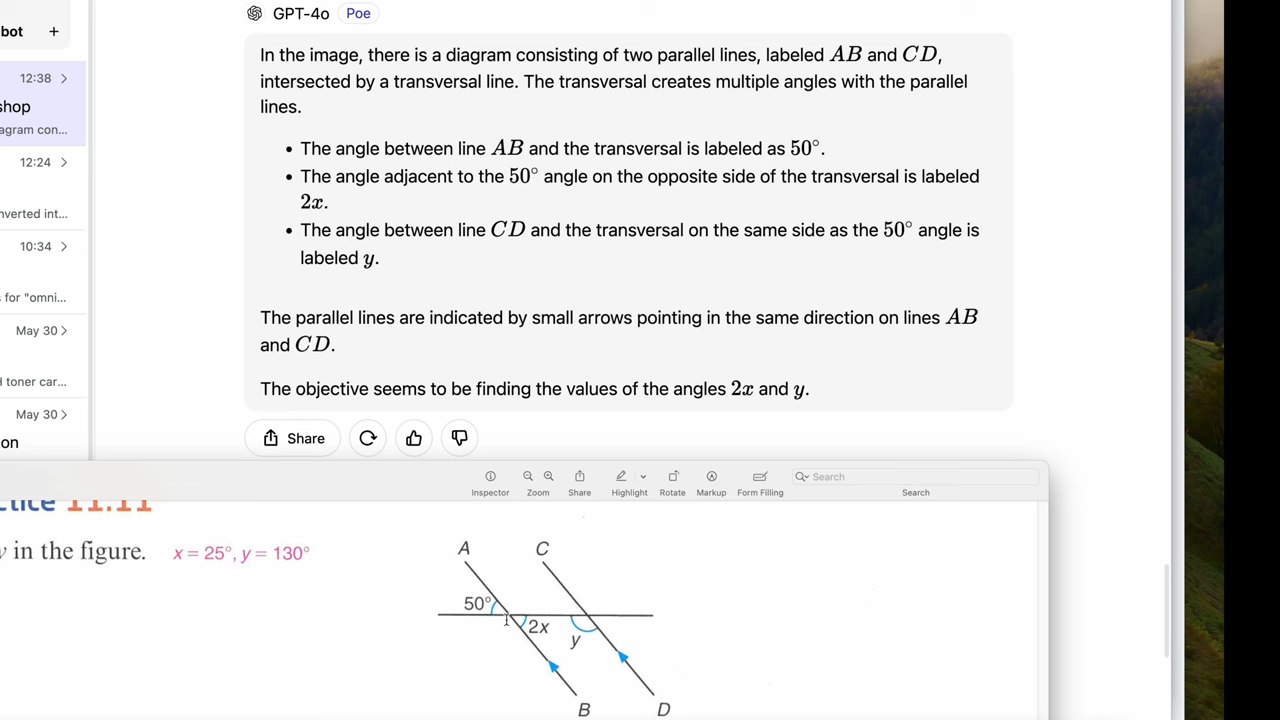 GPT-4o Poe
bot +
In the image, there is a diagram consisting of two parallel lines, labeled AB and CD,
12:38 >
intersected by a transversal line. The transversal creates multiple angles with the parallel
shop
lines.
agram con...
• The angle between line AB and the transversal is labeled as 50°.
12:24 >
• The angle adjacent to the 50° angle on the opposite side of the transversal is labeled
2x.
nverted int...
• The angle between line CD and the transversal on the same side as the 50° angle is
10:34 >
labeled y.
s for "omni...
The parallel lines are indicated by small arrows pointing in the same direction on lines AB
May 30 >
and CD.
H toner car...
The objective seems to be finding the values of the angles 2x and y.
May 30 >
on
Share
Search
Inspector Zoom Share Highlight Rotate Markup Form Filling Search
ctice 11.11
y in the figure. x = 25°, y = 130°
A C
50°
2x
y
B D